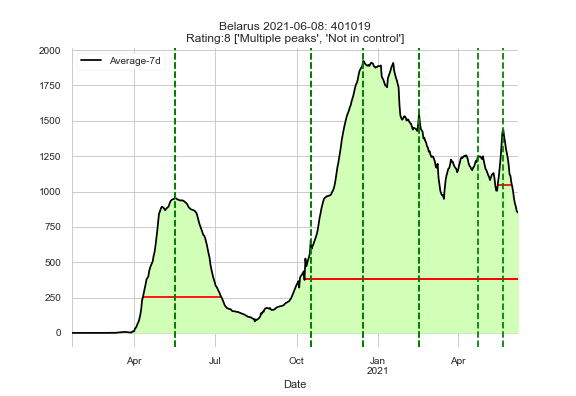 Belarus 2021-06-08: 401019
Rating:8 ['Multiple peaks', 'Not in control']
Average-7d
2000
1750
1500
1250
1000
750
500
250
0
Apr
Jul
Oct
Jan
2021
Apr
Date